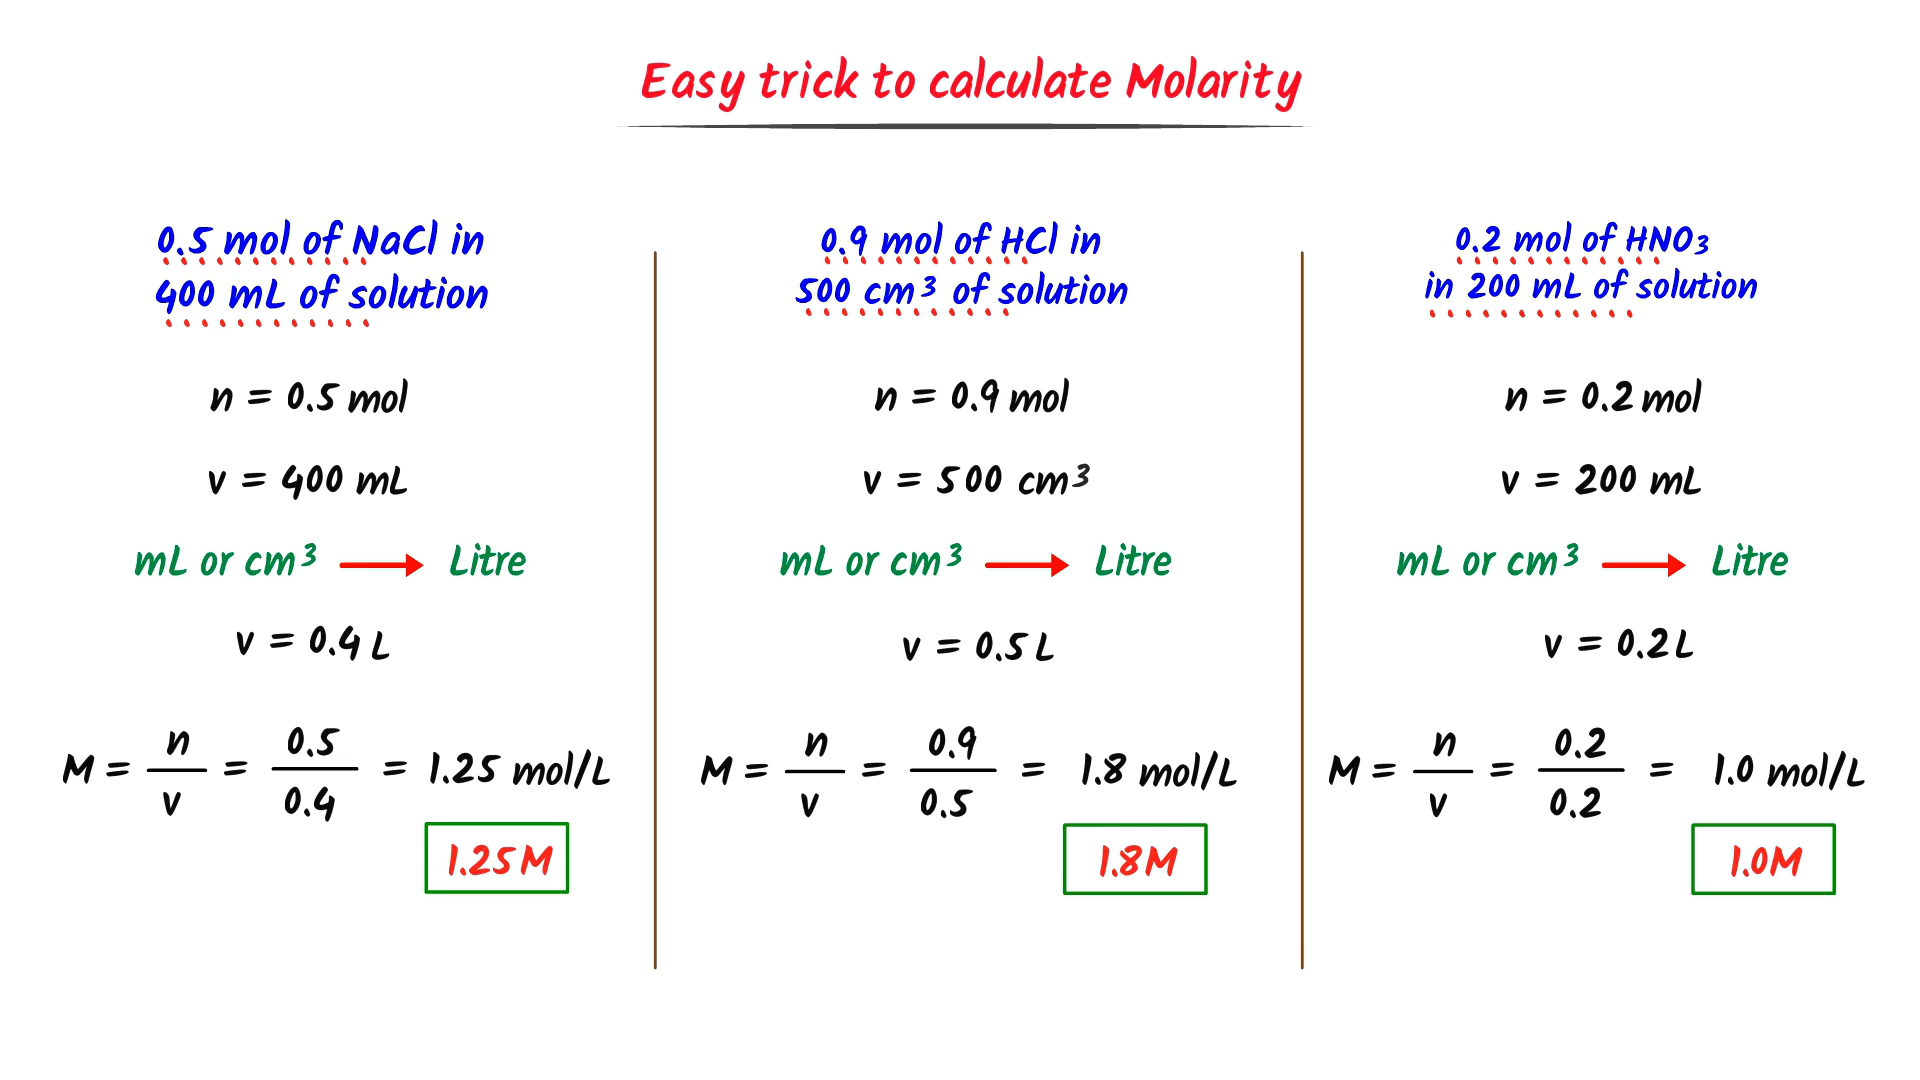 Easy trick to calculate Molarity
0.5 mol of NaCl in
400 mL of solution
n = 0.5 mol
v = 400 mL
mL or cm³ → Litre
v = 0.4 L
M = n/v = 0.5/0.4 = 1.25 mol/L
1.25 M
0.9 mol of HCl in
500 cm³ of solution
n = 0.9 mol
v = 500 cm³
mL or cm³ → Litre
v = 0.5 L
M = n/v = 0.9/0.5 = 1.8 mol/L
1.8 M
0.2 mol of HNO₃
in 200 mL of solution
n = 0.2 mol
v = 200 mL
mL or cm³ → Litre
v = 0.2 L
M = n/v = 0.2/0.2 = 1.0 mol/L
1.0M